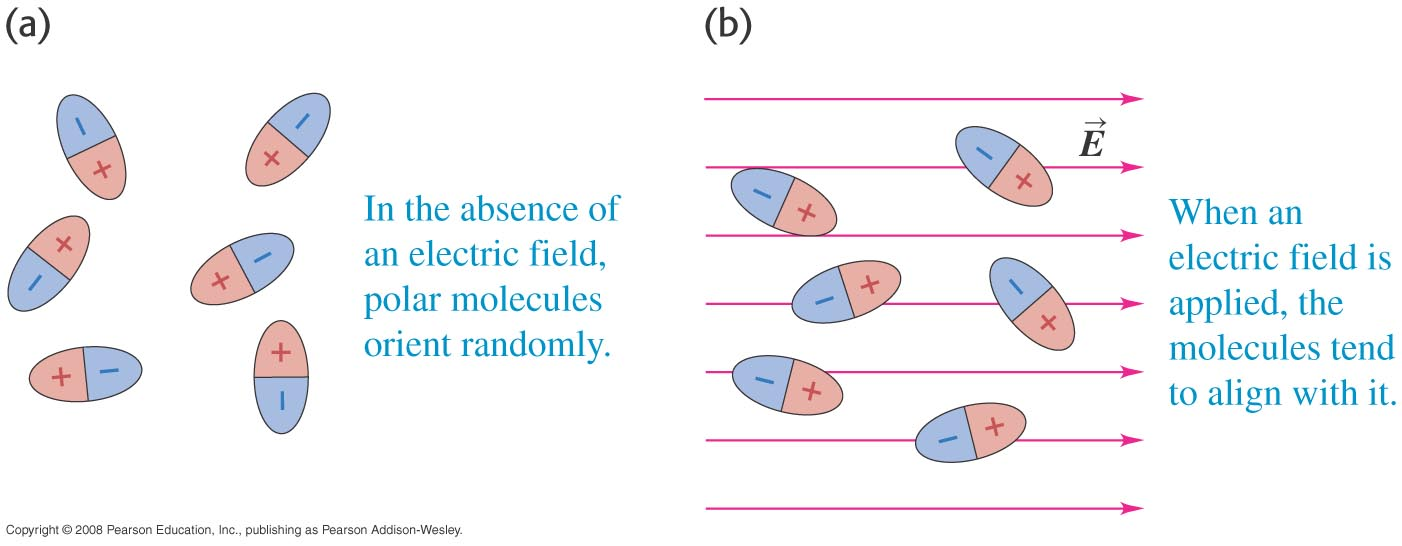 (a)
In the absence of
an electric field,
polar molecules
orient randomly.
(b)
E
When an
electric field is
applied, the
molecules tend
to align with it.
Copyright © 2008 Pearson Education, Inc., publishing as Pearson Addison-Wesley.